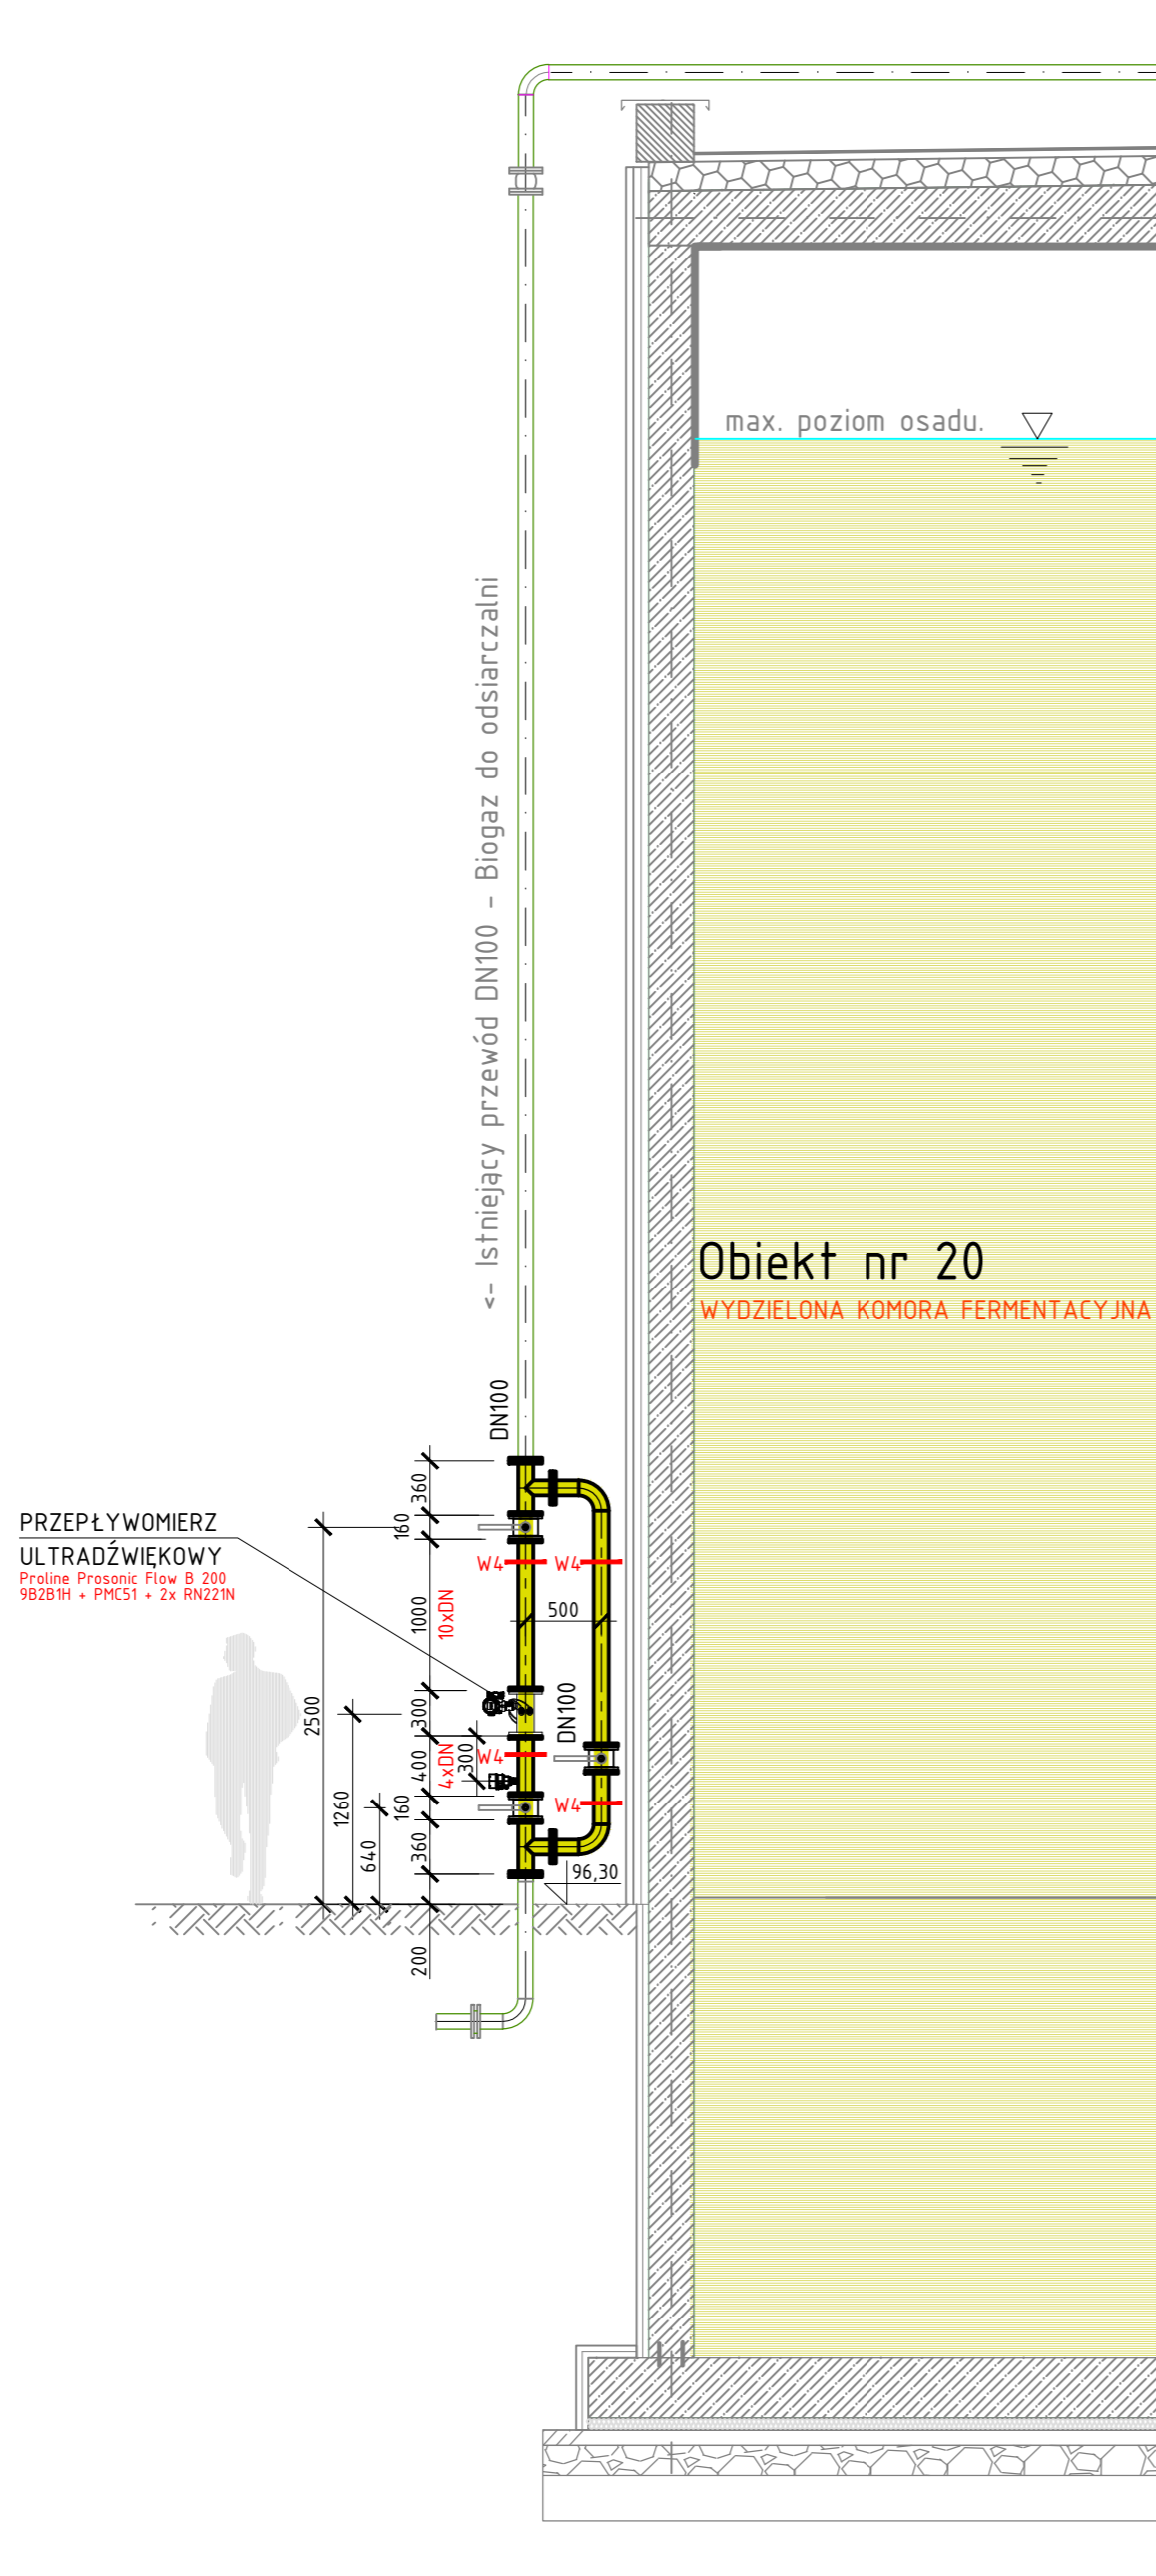 max. poziom osadu.
<- Istniejący przewód DN100 - Biogaz do odsiarczalni
Obiekt nr 20
WYDZIELONA KOMORA FERMENTACYJNA
DN100
PRZEPŁYWOMIERZ
ULTRADŹWIĘKOWY
Proline Prosonic Flow B 200
9B2B1H + PMC51 + 2x RN221N
360
160
W4
W4
1000
10xDN
500
2500
300
DN100
1260
400
4xDN
W4
300
160
W4
640
360
96,30
200